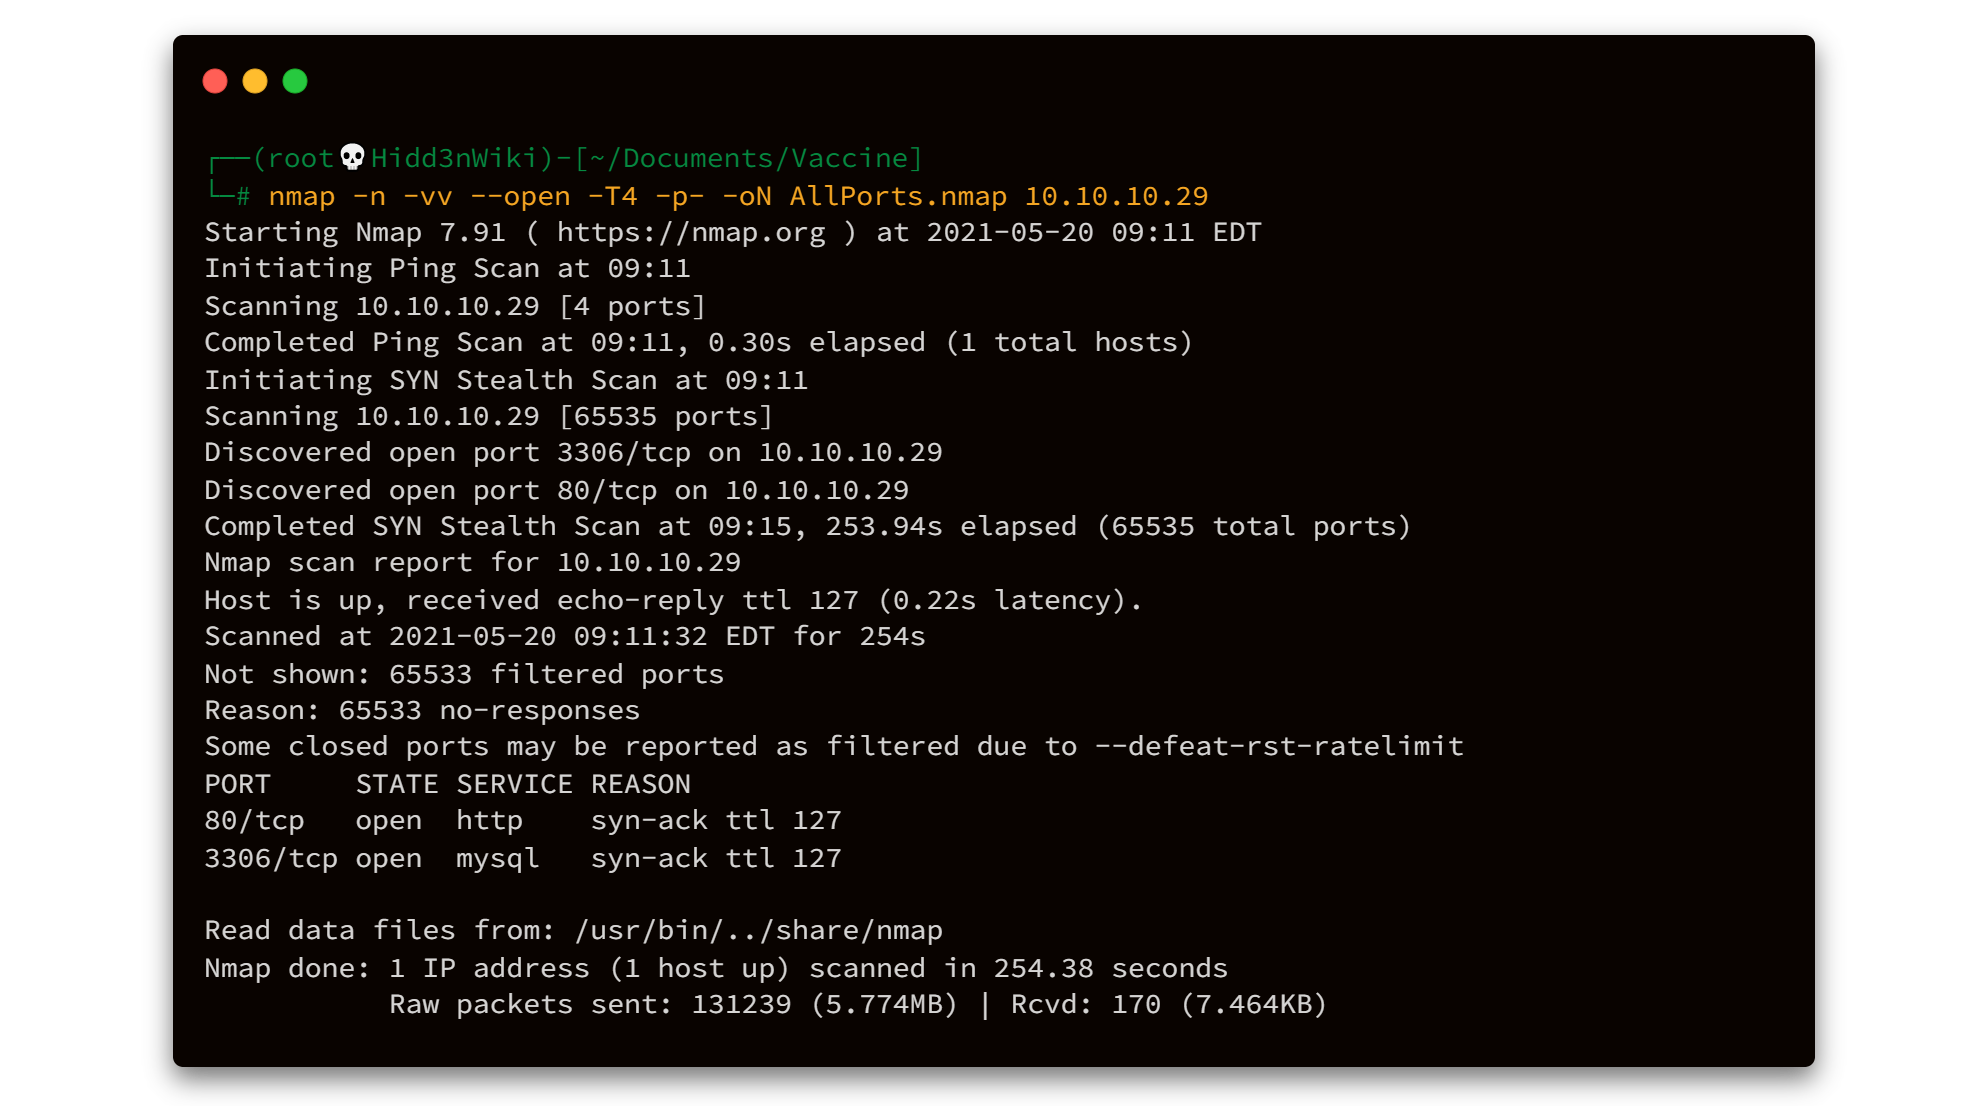 ┌──(root💀Hidd3nWiki)-[~/Documents/Vaccine]
└─# nmap -n -vv --open -T4 -p- -oN AllPorts.nmap 10.10.10.29
Starting Nmap 7.91 ( https://nmap.org ) at 2021-05-20 09:11 EDT
Initiating Ping Scan at 09:11
Scanning 10.10.10.29 [4 ports]
Completed Ping Scan at 09:11, 0.30s elapsed (1 total hosts)
Initiating SYN Stealth Scan at 09:11
Scanning 10.10.10.29 [65535 ports]
Discovered open port 3306/tcp on 10.10.10.29
Discovered open port 80/tcp on 10.10.10.29
Completed SYN Stealth Scan at 09:15, 253.94s elapsed (65535 total ports)
Nmap scan report for 10.10.10.29
Host is up, received echo-reply ttl 127 (0.22s latency).
Scanned at 2021-05-20 09:11:32 EDT for 254s
Not shown: 65533 filtered ports
Reason: 65533 no-responses
Some closed ports may be reported as filtered due to --defeat-rst-ratelimit
PORT     STATE SERVICE REASON
80/tcp   open  http    syn-ack ttl 127
3306/tcp open  mysql   syn-ack ttl 127
Read data files from: /usr/bin/../share/nmap
Nmap done: 1 IP address (1 host up) scanned in 254.38 seconds
           Raw packets sent: 131239 (5.774MB) | Rcvd: 170 (7.464KB)